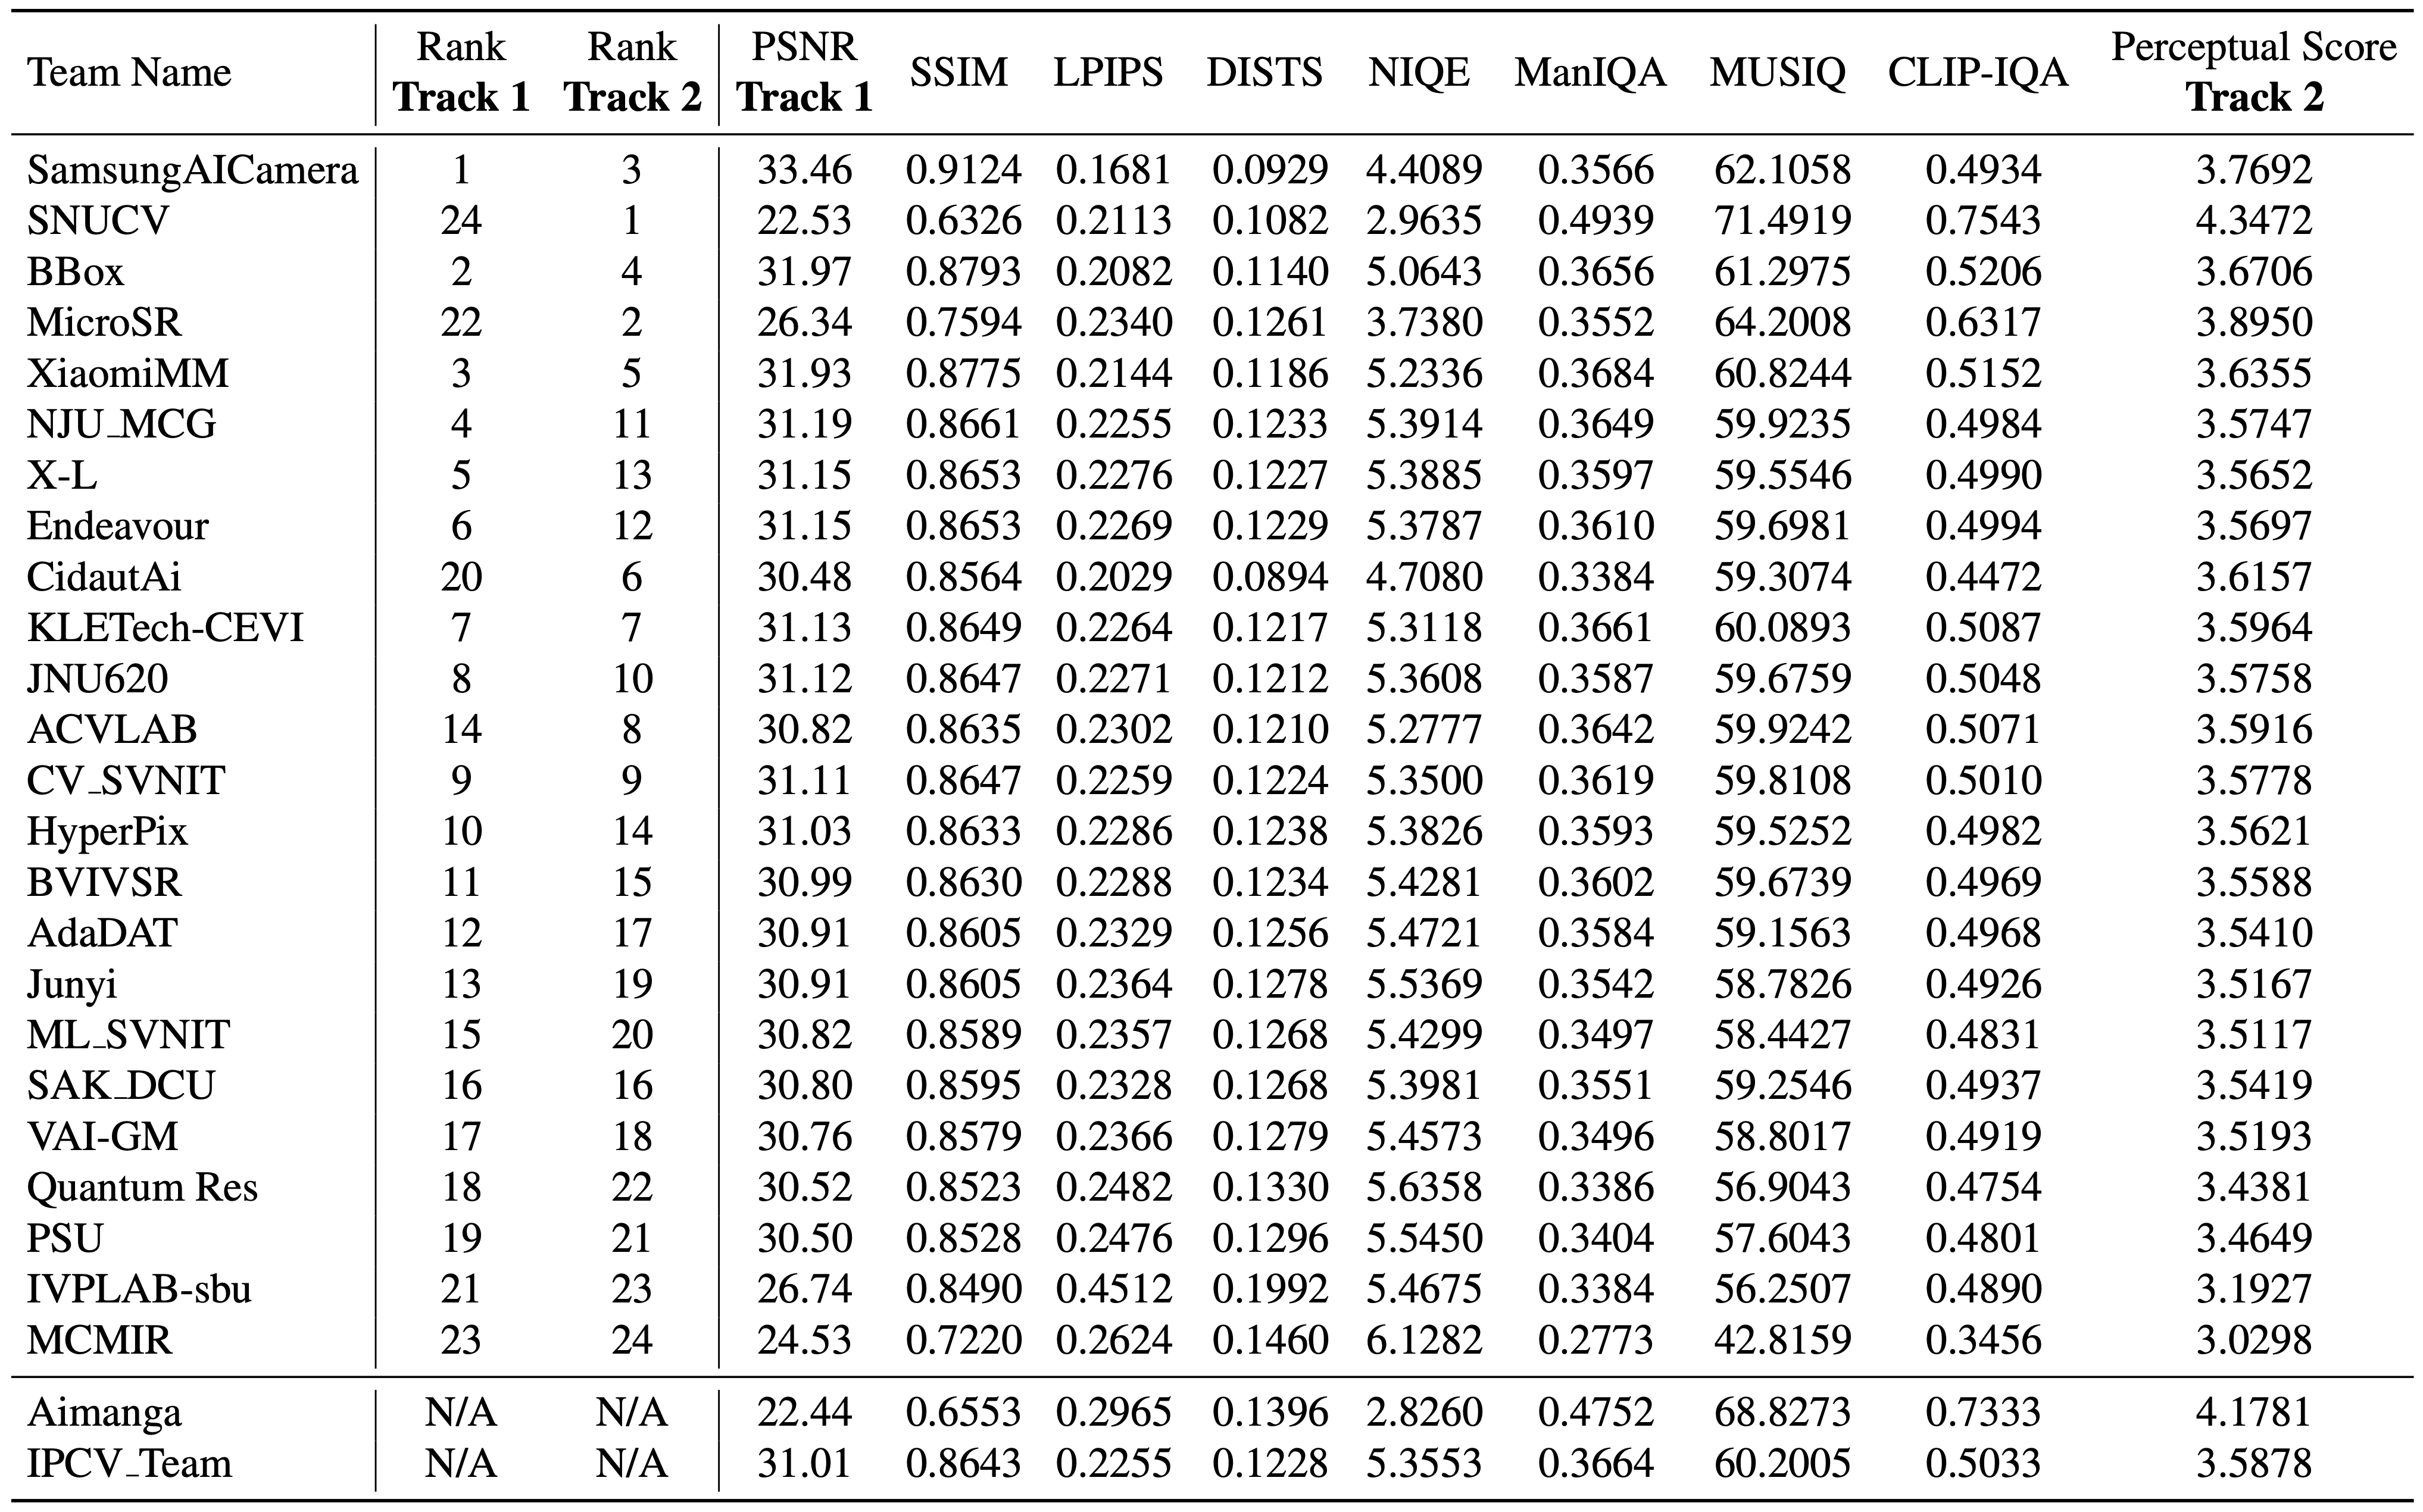 Team Name Rank Track 1 Rank Track 2 PSNR Track 1 SSIM LPIPS DISTS NIQE ManIQA MUSIQ CLIP-IQA Perceptual Score Track 2
SamsungAICamera 1 3 33.46 0.9124 0.1681 0.0929 4.4089 0.3566 62.1058 0.4934 3.7692
SNUCV 24 1 22.53 0.6326 0.2113 0.1082 2.9635 0.4939 71.4919 0.7543 4.3472
BBox 2 4 31.97 0.8793 0.2082 0.1140 5.0643 0.3656 61.2975 0.5206 3.6706
MicroSR 22 2 26.34 0.7594 0.2340 0.1261 3.7380 0.3552 64.2008 0.6317 3.8950
XiaomiMM 3 5 31.93 0.8775 0.2144 0.1186 5.2336 0.3684 60.8244 0.5152 3.6355
NJU_MCG 4 11 31.19 0.8661 0.2255 0.1233 5.3914 0.3649 59.9235 0.4984 3.5747
X-L 5 13 31.15 0.8653 0.2276 0.1227 5.3885 0.3597 59.5546 0.4990 3.5652
Endeavour 6 12 31.15 0.8653 0.2269 0.1229 5.3787 0.3610 59.6981 0.4994 3.5697
CidautAi 20 6 30.48 0.8564 0.2029 0.0894 4.7080 0.3384 59.3074 0.4472 3.6157
KLETech-CEVI 7 7 31.13 0.8649 0.2264 0.1217 5.3118 0.3661 60.0893 0.5087 3.5964
JNU620 8 10 31.12 0.8647 0.2271 0.1212 5.3608 0.3587 59.6759 0.5048 3.5758
ACVLAB 14 8 30.82 0.8635 0.2302 0.1210 5.2777 0.3642 59.9242 0.5071 3.5916
CV_SVNIT 9 9 31.11 0.8647 0.2259 0.1224 5.3500 0.3619 59.8108 0.5010 3.5778
HyperPix 10 14 31.03 0.8633 0.2286 0.1238 5.3826 0.3593 59.5252 0.4982 3.5621
BVIVSR 11 15 30.99 0.8630 0.2288 0.1234 5.4281 0.3602 59.6739 0.4969 3.5588
AdaDAT 12 17 30.91 0.8605 0.2329 0.1256 5.4721 0.3584 59.1563 0.4968 3.5410
Junyi 13 19 30.91 0.8605 0.2364 0.1278 5.5369 0.3542 58.7826 0.4926 3.5167
ML_SVNIT 15 20 30.82 0.8589 0.2357 0.1268 5.4299 0.3497 58.4427 0.4831 3.5117
SAK_DCU 16 16 30.80 0.8595 0.2328 0.1268 5.3981 0.3551 59.2546 0.4937 3.5419
VAI-GM 17 18 30.76 0.8579 0.2366 0.1279 5.4573 0.3496 58.8017 0.4919 3.5193
Quantum Res 18 22 30.52 0.8523 0.2482 0.1330 5.6358 0.3386 56.9043 0.4754 3.4381
PSU 19 21 30.50 0.8528 0.2476 0.1296 5.5450 0.3404 57.6043 0.4801 3.4649
IVPLAB-sbu 21 23 26.74 0.8490 0.4512 0.1992 5.4675 0.3384 56.2507 0.4890 3.1927
MCMIR 23 24 24.53 0.7220 0.2624 0.1460 6.1282 0.2773 42.8159 0.3456 3.0298
Aimanga N/A N/A 22.44 0.6553 0.2965 0.1396 2.8260 0.4752 68.8273 0.7333 4.1781
IPCV_Team N/A N/A 31.01 0.8643 0.2255 0.1228 5.3553 0.3664 60.2005 0.5033 3.5878